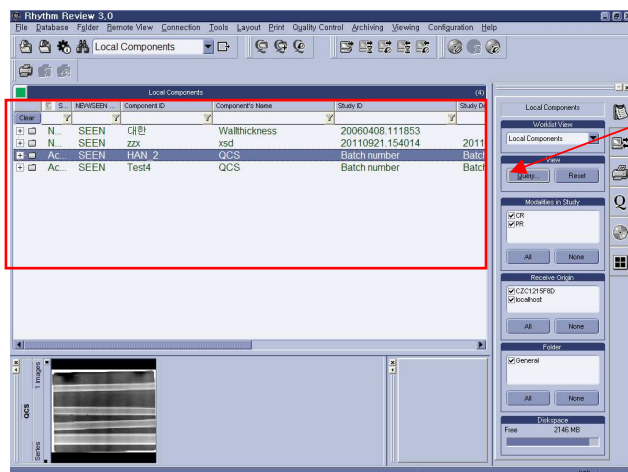 Rhythm Review 3.0
File Database Folder Remote View Connection Tools Layout Print Quality Control Archiving Viewing Configuration Help
Local Components
Local Components (4)
S... NEW/SEEN ... Component ID Component's Name Study ID Study De
Clear
N... SEEN 대한 Wallthickness 20060408.111853
N... SEEN zzx xsd 20110921.154014 2011
Ac... SEEN HAN_2 QCS Batch number Batch
Ac... SEEN Test4 QCS Batch number Batch
Local Components
Worklist View
Local Components
View
Query... Reset
Modalities in Study
CR
PR
All None
Receive Origin
CZC1215F8D
localhost
All None
Folder
General
All None
Diskspace
Free 2146 MB
Q
1 images
QCS
Series